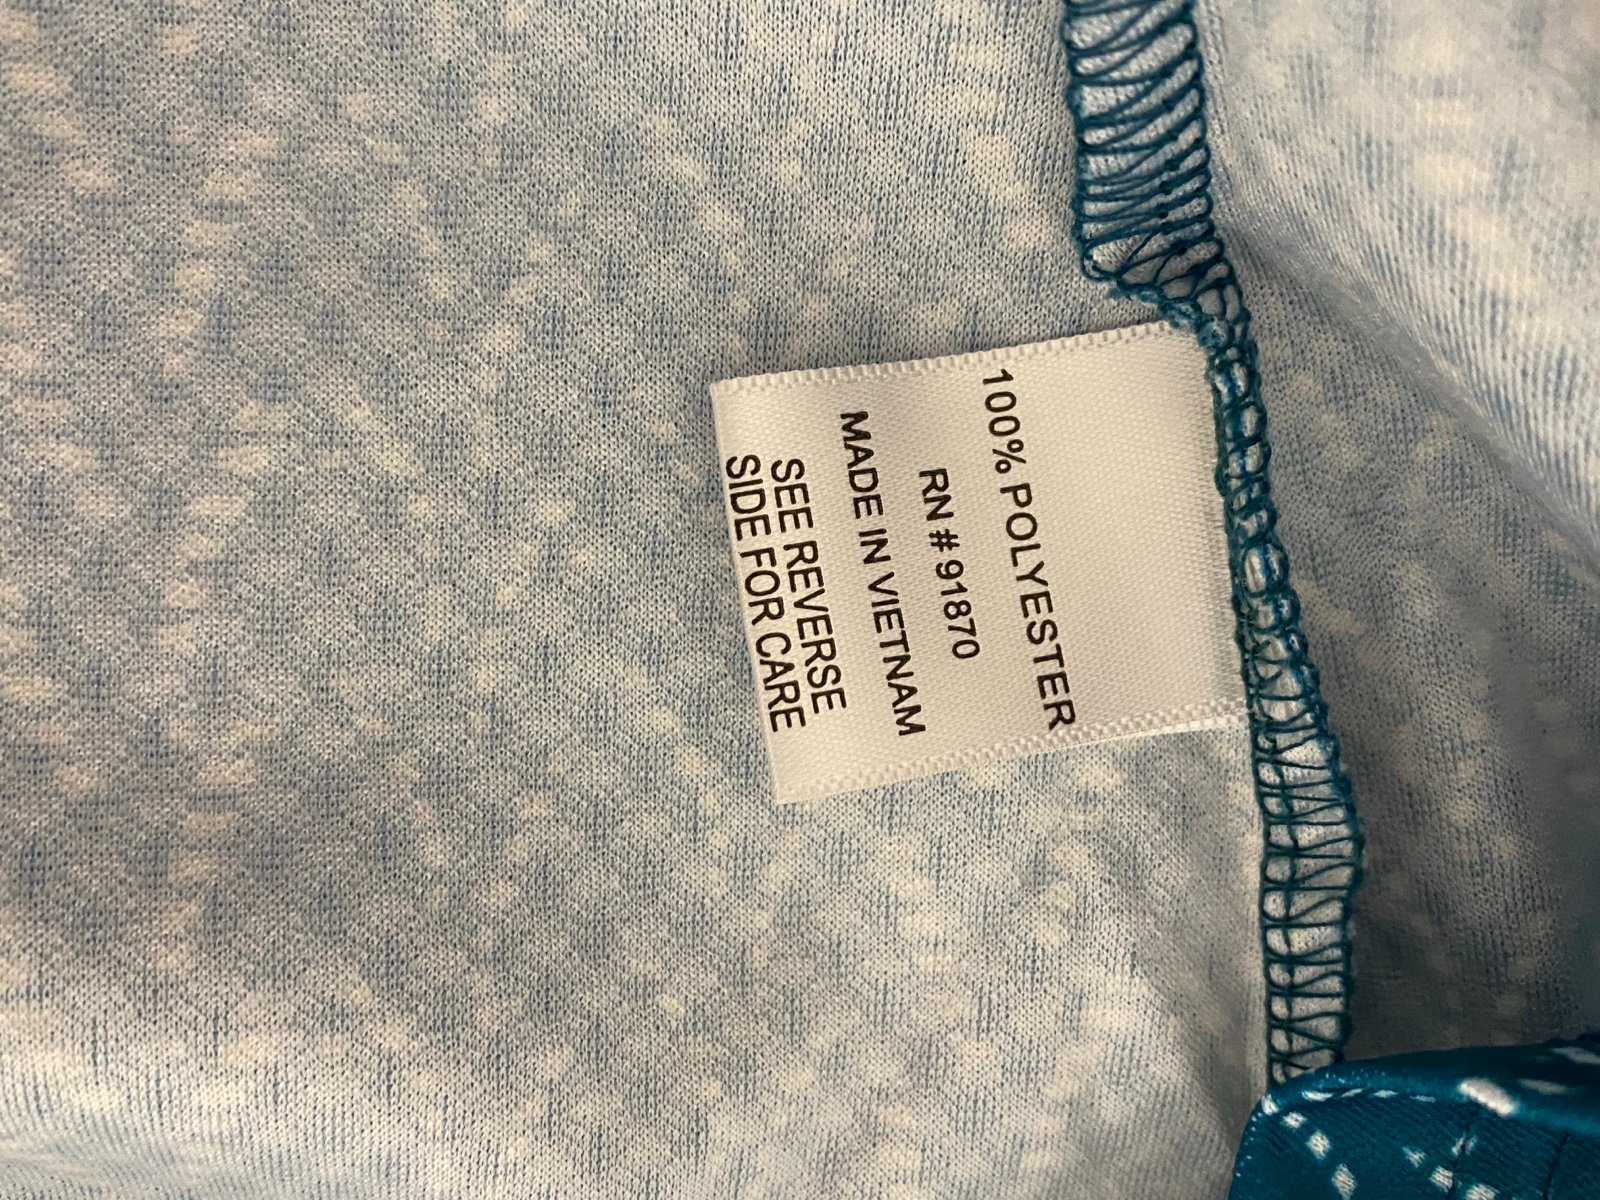 100% POLYESTER
RN # 91870
MADE IN VIETNAM
SEE REVERSE
SIDE FOR CARE